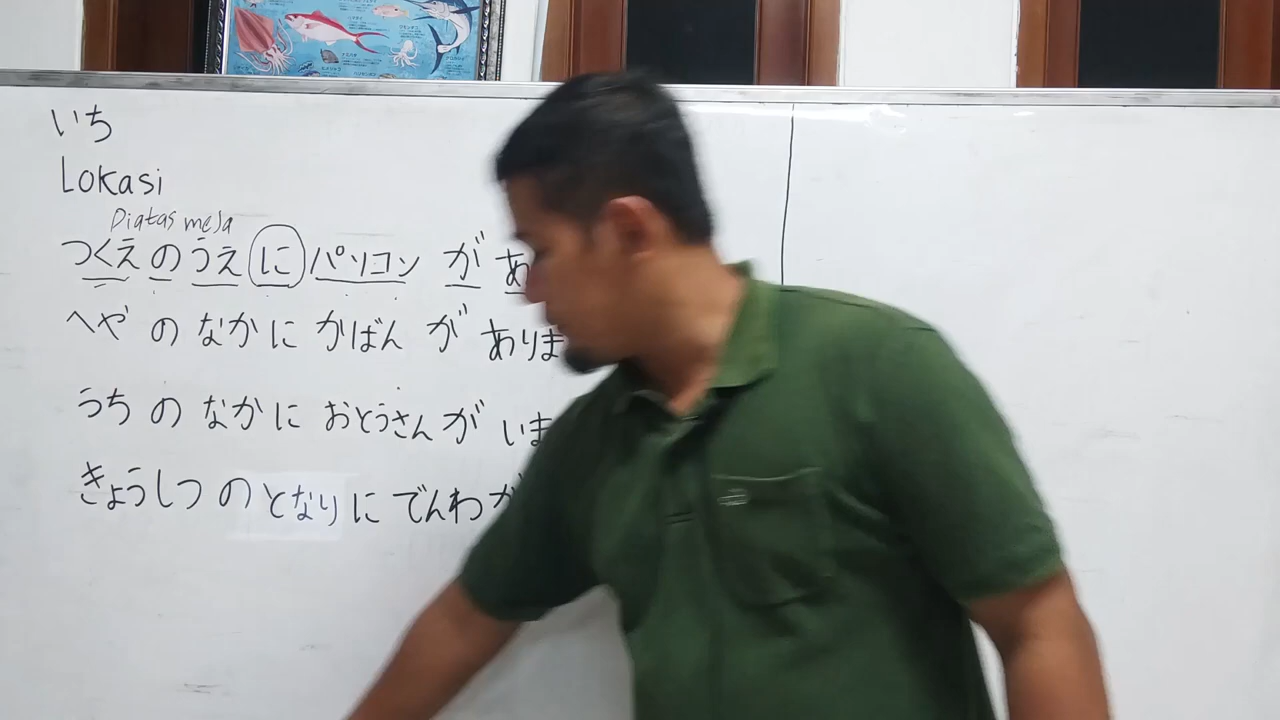 いち
Lokasi
Diatas meja
つくえ の うえ に パソコン が あ
へや の なか に かばん が ありま
うち の なか に おとうさん が いま
きょうしつ の となり に でんわ が